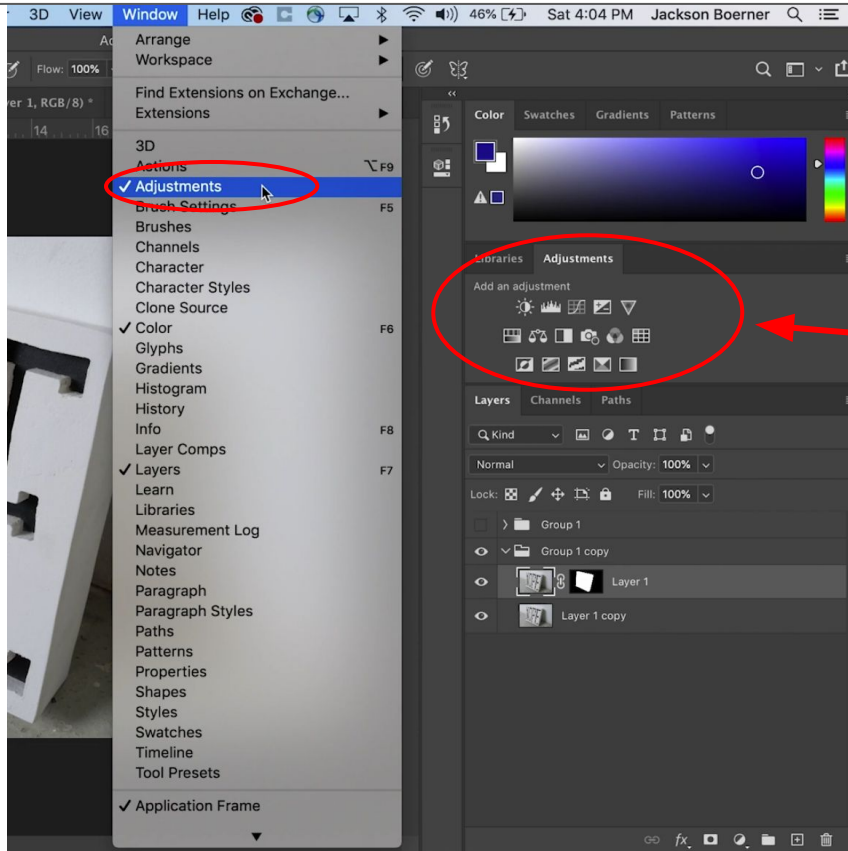 3D View Window Help 46% Sat 4:04 PM Jackson Boerner
Flow: 100%
er 1, RGB/8) *
14 16
Arrange
Workspace
Find Extensions on Exchange...
Extensions
3D
Actions ⌥F9
✓ Adjustments
Brush Settings F5
Brushes
Channels
Character
Character Styles
Clone Source
✓ Color F6
Glyphs
Gradients
Histogram
History
Info F8
Layer Comps
✓ Layers F7
Learn
Libraries
Measurement Log
Navigator
Notes
Paragraph
Paragraph Styles
Paths
Patterns
Properties
Shapes
Styles
Swatches
Timeline
Tool Presets
✓ Application Frame
Color Swatches Gradients Patterns
Libraries Adjustments
Add an adjustment
Layers Channels Paths
Kind
Normal Opacity: 100%
Lock: Fill: 100%
Group 1
Group 1 copy
Layer 1
Layer 1 copy
fx